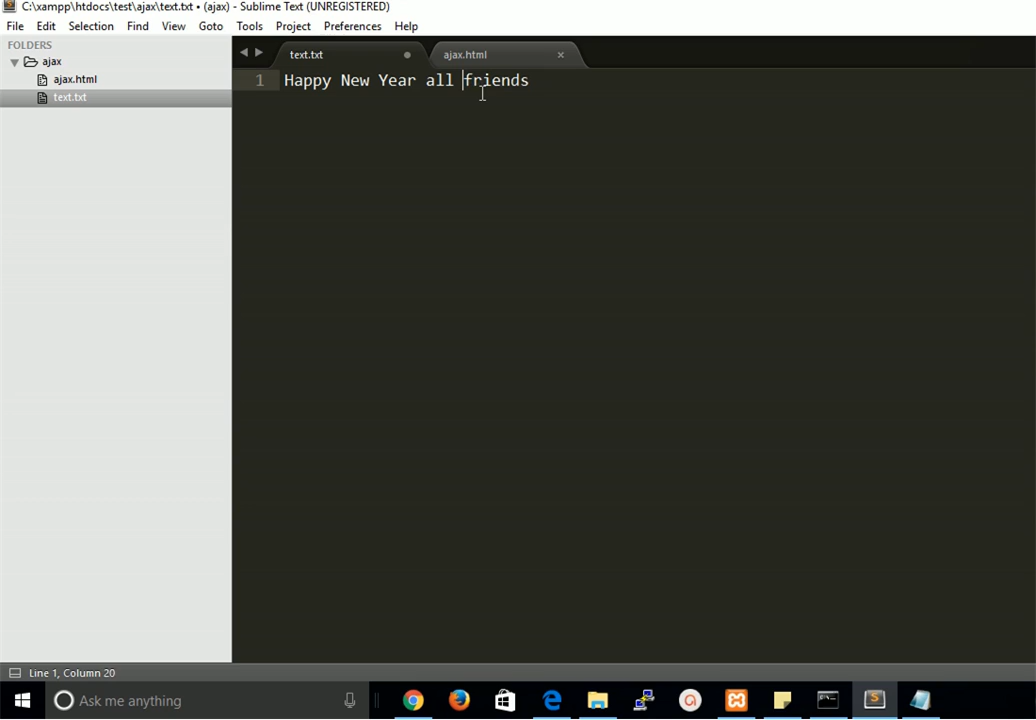 C:\xampp\htdocs\test\ajax\text.txt • (ajax) - Sublime Text (UNREGISTERED)
File Edit Selection Find View Goto Tools Project Preferences Help
FOLDERS
ajax
ajax.html
text.txt
text.txt ajax.html
1 Happy New Year all friends
Line 1, Column 20
Ask me anything